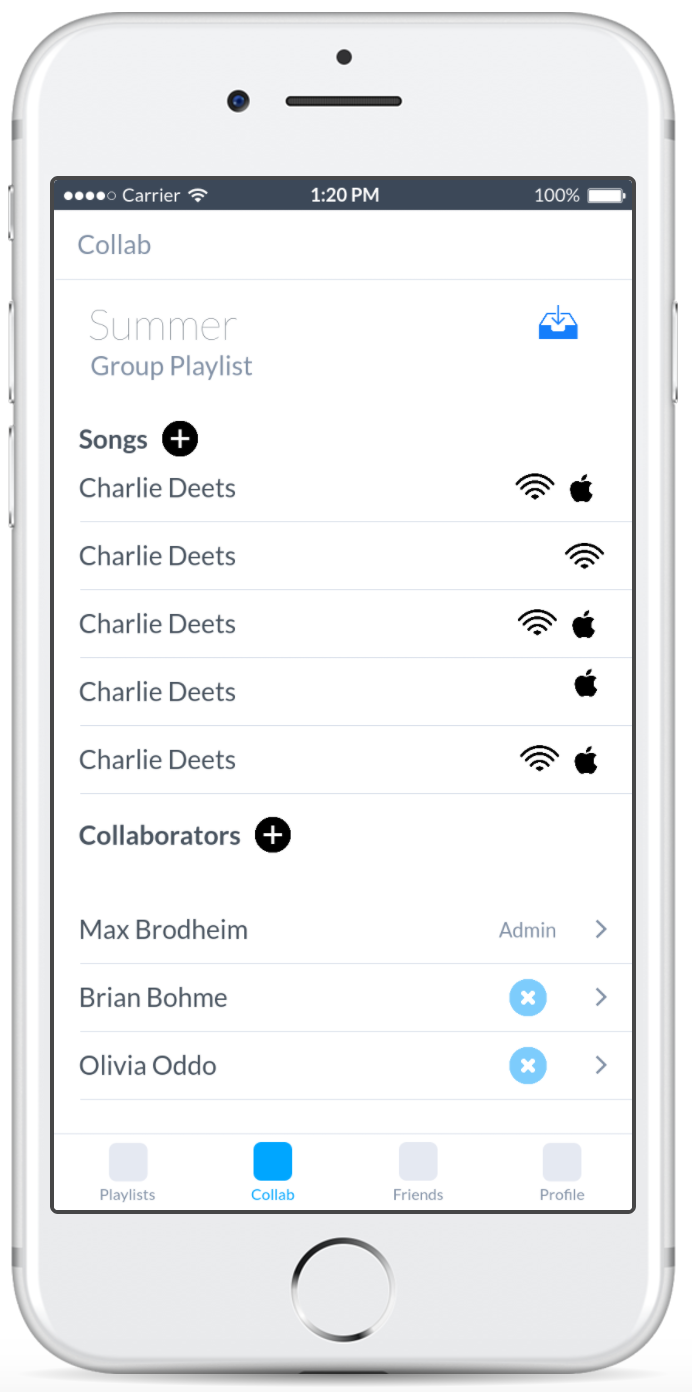 Carrier 1:20 PM 100%
Collab
Summer
Group Playlist
Songs
Charlie Deets
Charlie Deets
Charlie Deets
Charlie Deets
Charlie Deets
Collaborators
Max Brodheim Admin
Brian Bohme
Olivia Oddo
Playlists Collab Friends Profile